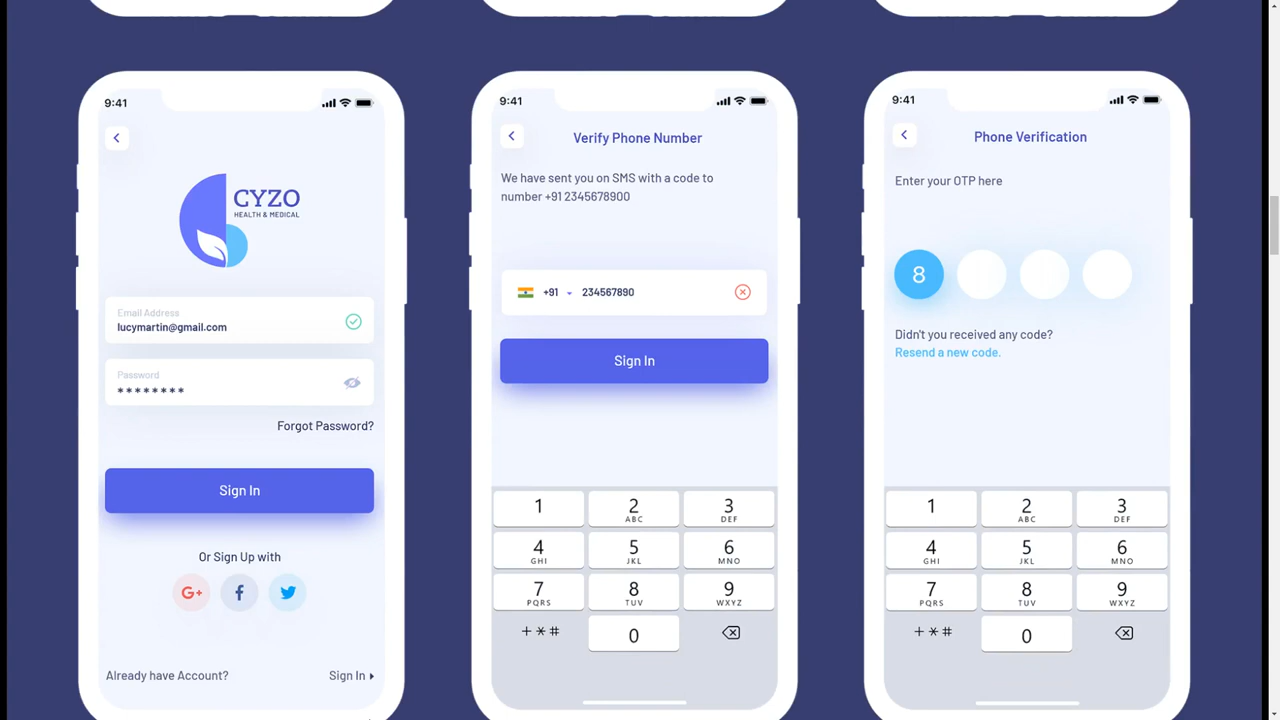 9:41
CYZO
HEALTH & MEDICAL
Email Address
lucymartin@gmail.com
Password
********
Forgot Password?
Sign In
Or Sign Up with
G+ f
Already have Account?
Sign In
9:41
Verify Phone Number
We have sent you on SMS with a code to
number +91 2345678900
+91 234567890
Sign In
1 2 3
ABC DEF
4 5 6
GHI JKL MNO
7 8 9
PQRS TUV WXYZ
+*# 0
9:41
Phone Verification
Enter your OTP here
8
Didn't you received any code?
Resend a new code.
1 2 3
ABC DEF
4 5 6
GHI JKL MNO
7 8 9
PQRS TUV WXYZ
+*# 0